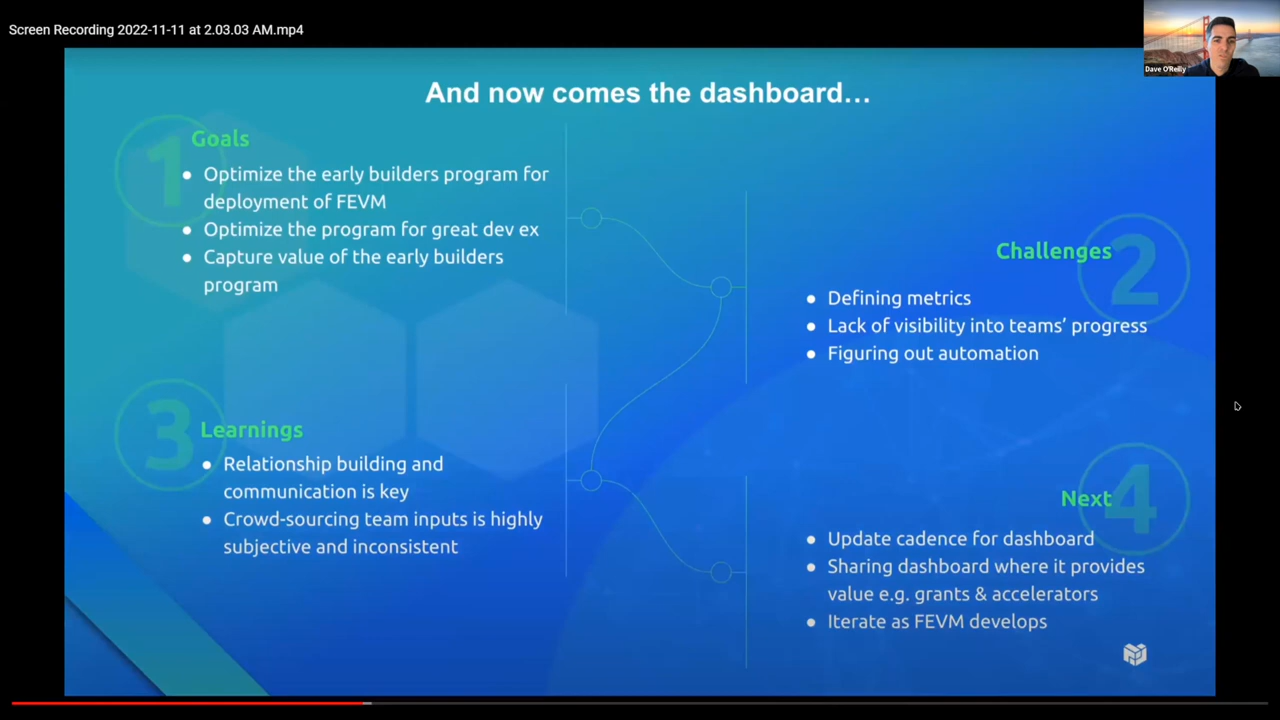 Screen Recording 2022-11-11 at 2.03.03 AM.mp4
Dave O'Reilly
And now comes the dashboard…
1
Goals
● Optimize the early builders program for
deployment of FEVM
● Optimize the program for great dev ex
● Capture value of the early builders
program
2
Challenges
● Defining metrics
● Lack of visibility into teams’ progress
● Figuring out automation
3
Learnings
● Relationship building and
communication is key
● Crowd-sourcing team inputs is highly
subjective and inconsistent
4
Next
● Update cadence for dashboard
● Sharing dashboard where it provides
value e.g. grants & accelerators
● Iterate as FEVM develops